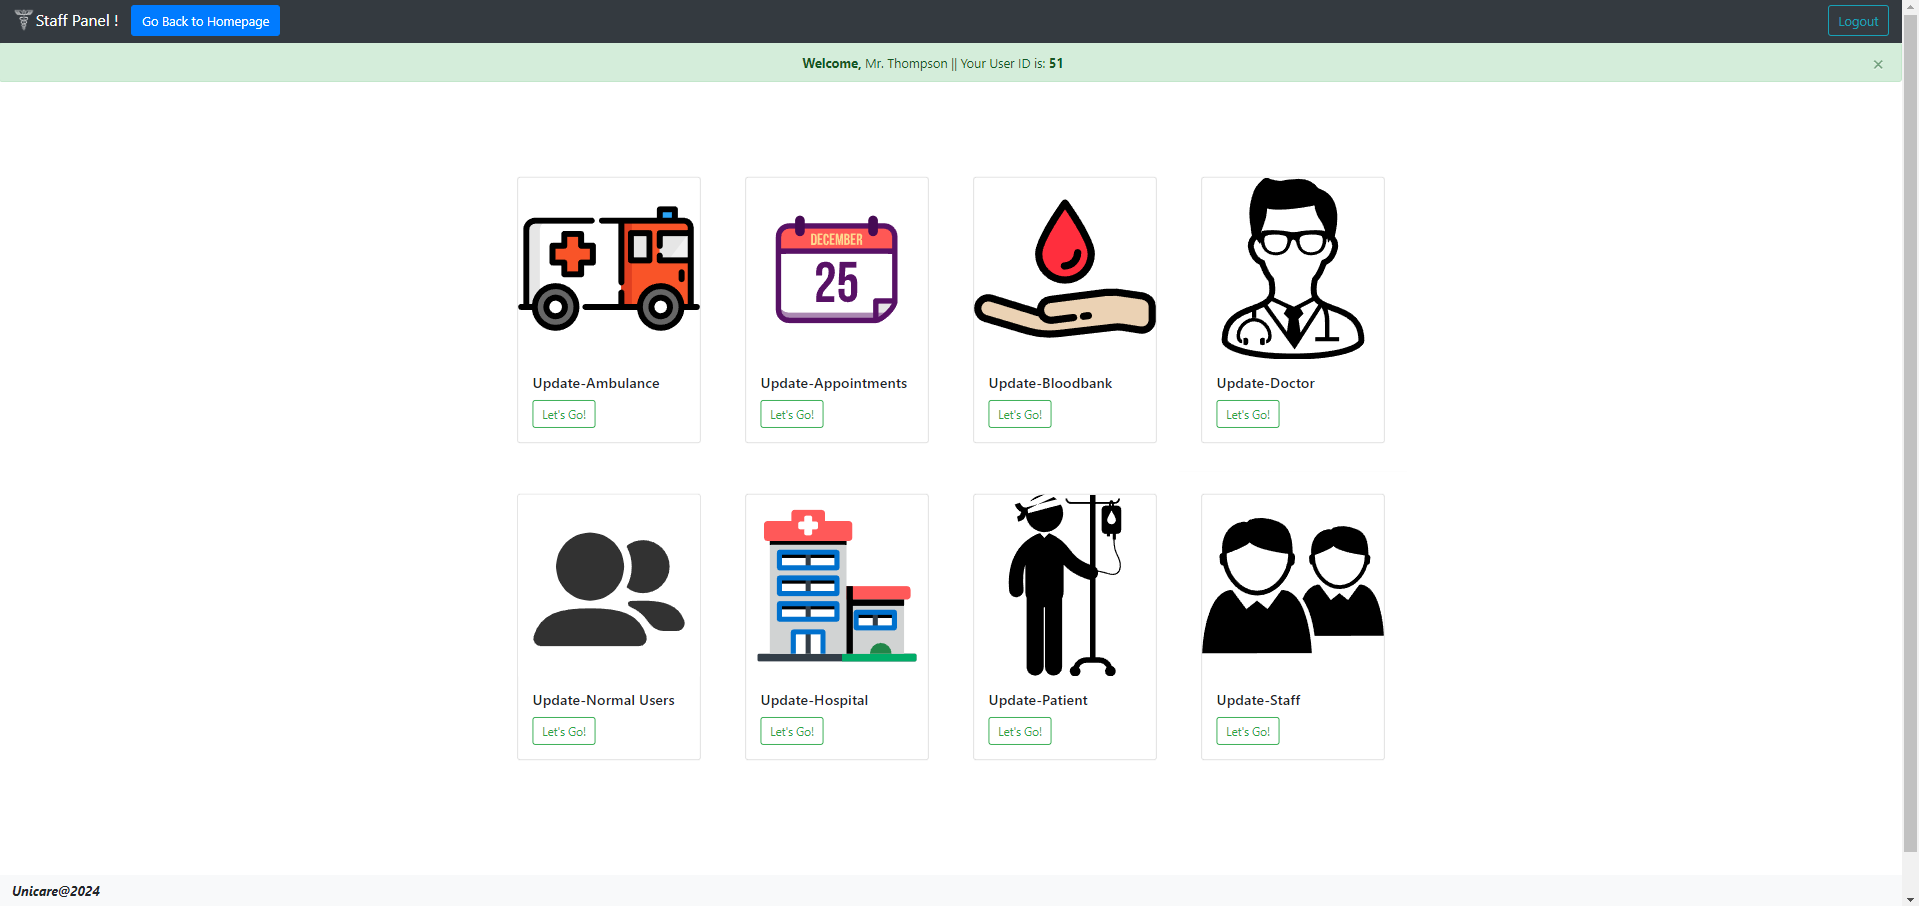 Staff Panel !
Go Back to Homepage
Logout
Welcome, Mr. Thompson || Your User ID is: 51
×
DECEMBER
25
Update-Ambulance
Let's Go!
Update-Appointments
Let's Go!
Update-Bloodbank
Let's Go!
Update-Doctor
Let's Go!
Update-Normal Users
Let's Go!
Update-Hospital
Let's Go!
Update-Patient
Let's Go!
Update-Staff
Let's Go!
Unicare@2024